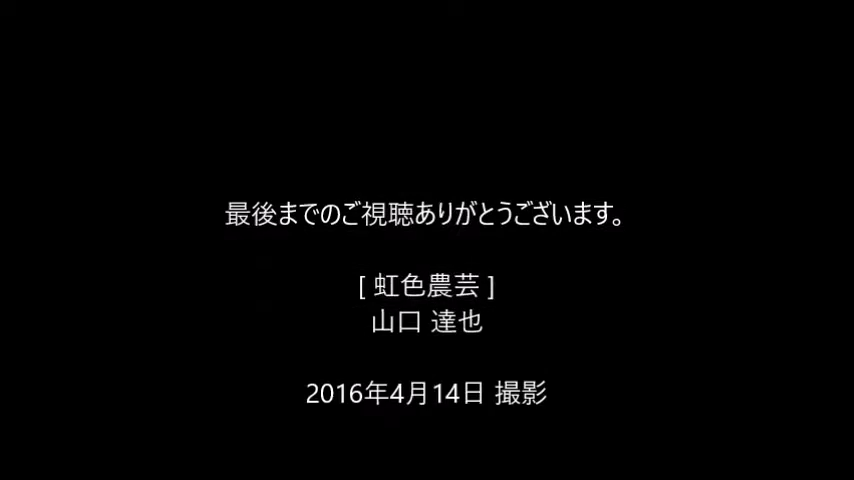 最後までのご視聴ありがとうございます。
[ 虹色農芸 ]
山口 達也
2016年4月14日 撮影